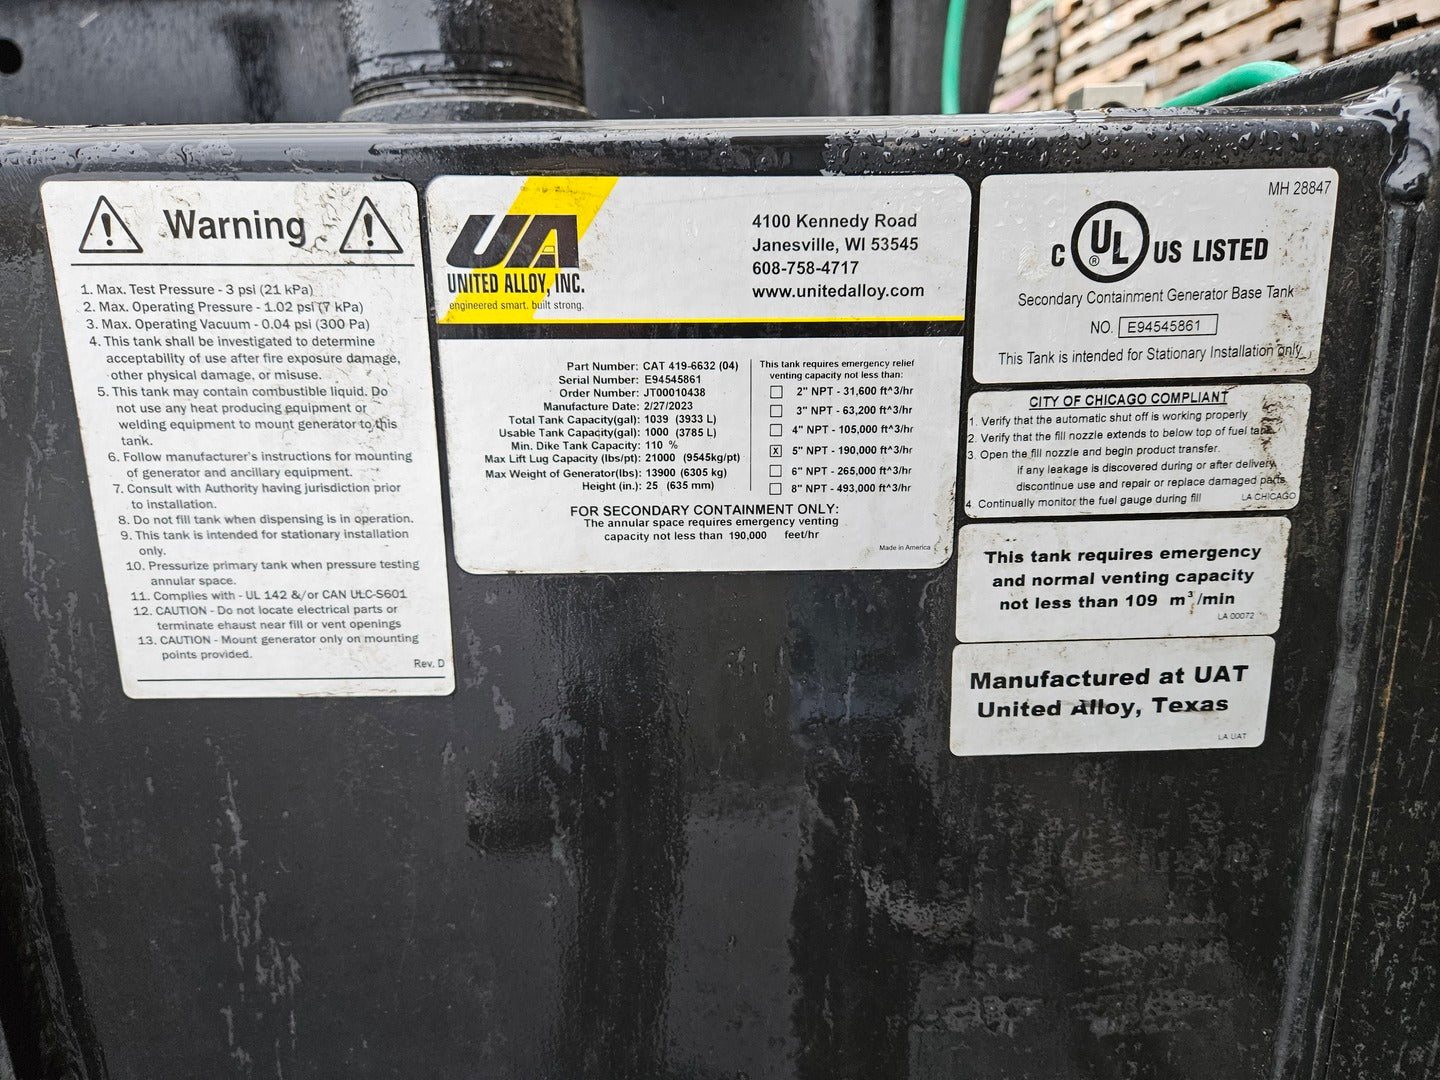 Warning
1. Max. Test Pressure - 3 psi (21 kPa)
2. Max. Operating Pressure - 1.02 psi (7 kPa)
3. Max. Operating Vacuum - 0.04 psi (300 Pa)
4. This tank shall be investigated to determine
acceptability of use after fire exposure damage,
other physical damage, or misuse.
5. This tank may contain combustible liquid. Do
not use any heat producing equipment or
welding equipment to mount generator to this
tank.
6. Follow manufacturer's instructions for mounting
of generator and ancillary equipment.
7. Consult with Authority having jurisdiction prior
to installation.
8. Do not fill tank when dispensing is in operation.
9. This tank is intended for stationary installation
only.
10. Pressurize primary tank when pressure testing
annular space.
11. Complies with - UL 142 &/or CAN ULC-S601
12. CAUTION - Do not locate electrical parts or
terminate ehaust near fill or vent openings
13. CAUTION - Mount generator only on mounting
points provided.
Rev. D
UA
UNITED ALLOY, INC.
engineered smart. built strong.
4100 Kennedy Road
Janesville, WI 53545
608-758-4717
www.unitedalloy.com
Part Number: CAT 419-6632 (04)
Serial Number: E94545861
Order Number: JT00010438
Manufacture Date: 2/27/2023
Total Tank Capacity(gal): 1039 (3933 L)
Usable Tank Capacity(gal): 1000 (3785 L)
Min. Dike Tank Capacity: 110 %
Max Lift Lug Capacity (lbs/pt): 21000 (9545kg/pt)
Max Weight of Generator(lbs): 13900 (6305 kg)
Height (in.): 25 (635 mm)
This tank requires emergency relief
venting capacity not less than:
2" NPT - 31,600 ft^3/hr
3" NPT - 63,200 ft^3/hr
4" NPT - 105,000 ft^3/hr
X 5" NPT - 190,000 ft^3/hr
6" NPT - 265,000 ft^3/hr
8" NPT - 493,000 ft^3/hr
FOR SECONDARY CONTAINMENT ONLY:
The annular space requires emergency venting
capacity not less than 190,000 feet/hr
Made in America
MH 28847
C UL ® US LISTED
Secondary Containment Generator Base Tank
NO. E94545861
This Tank is intended for Stationary Installation only
CITY OF CHICAGO COMPLIANT
1. Verify that the automatic shut off is working properly
2. Verify that the fill nozzle extends to below top of fuel tank
3. Open the fill nozzle and begin product transfer.
if any leakage is discovered during or after delivery
discontinue use and repair or replace damaged parts
4. Continually monitor the fuel gauge during fill
LA CHICAGO
This tank requires emergency
and normal venting capacity
not less than 109 m³/min
LA 00072
Manufactured at UAT
United Alloy, Texas
LA UAT